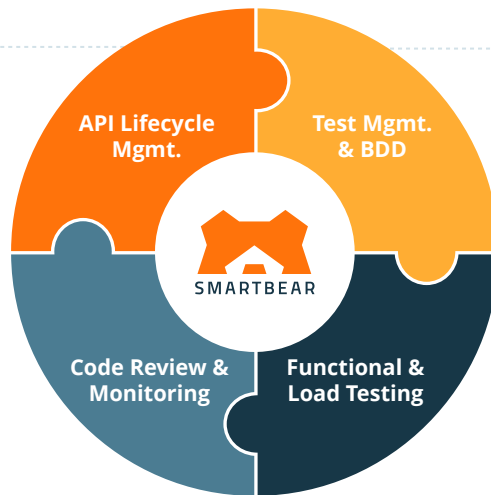 API Lifecycle
Mgmt.
Test Mgmt.
& BDD
SMARTBEAR
Code Review &
Monitoring
Functional &
Load Testing